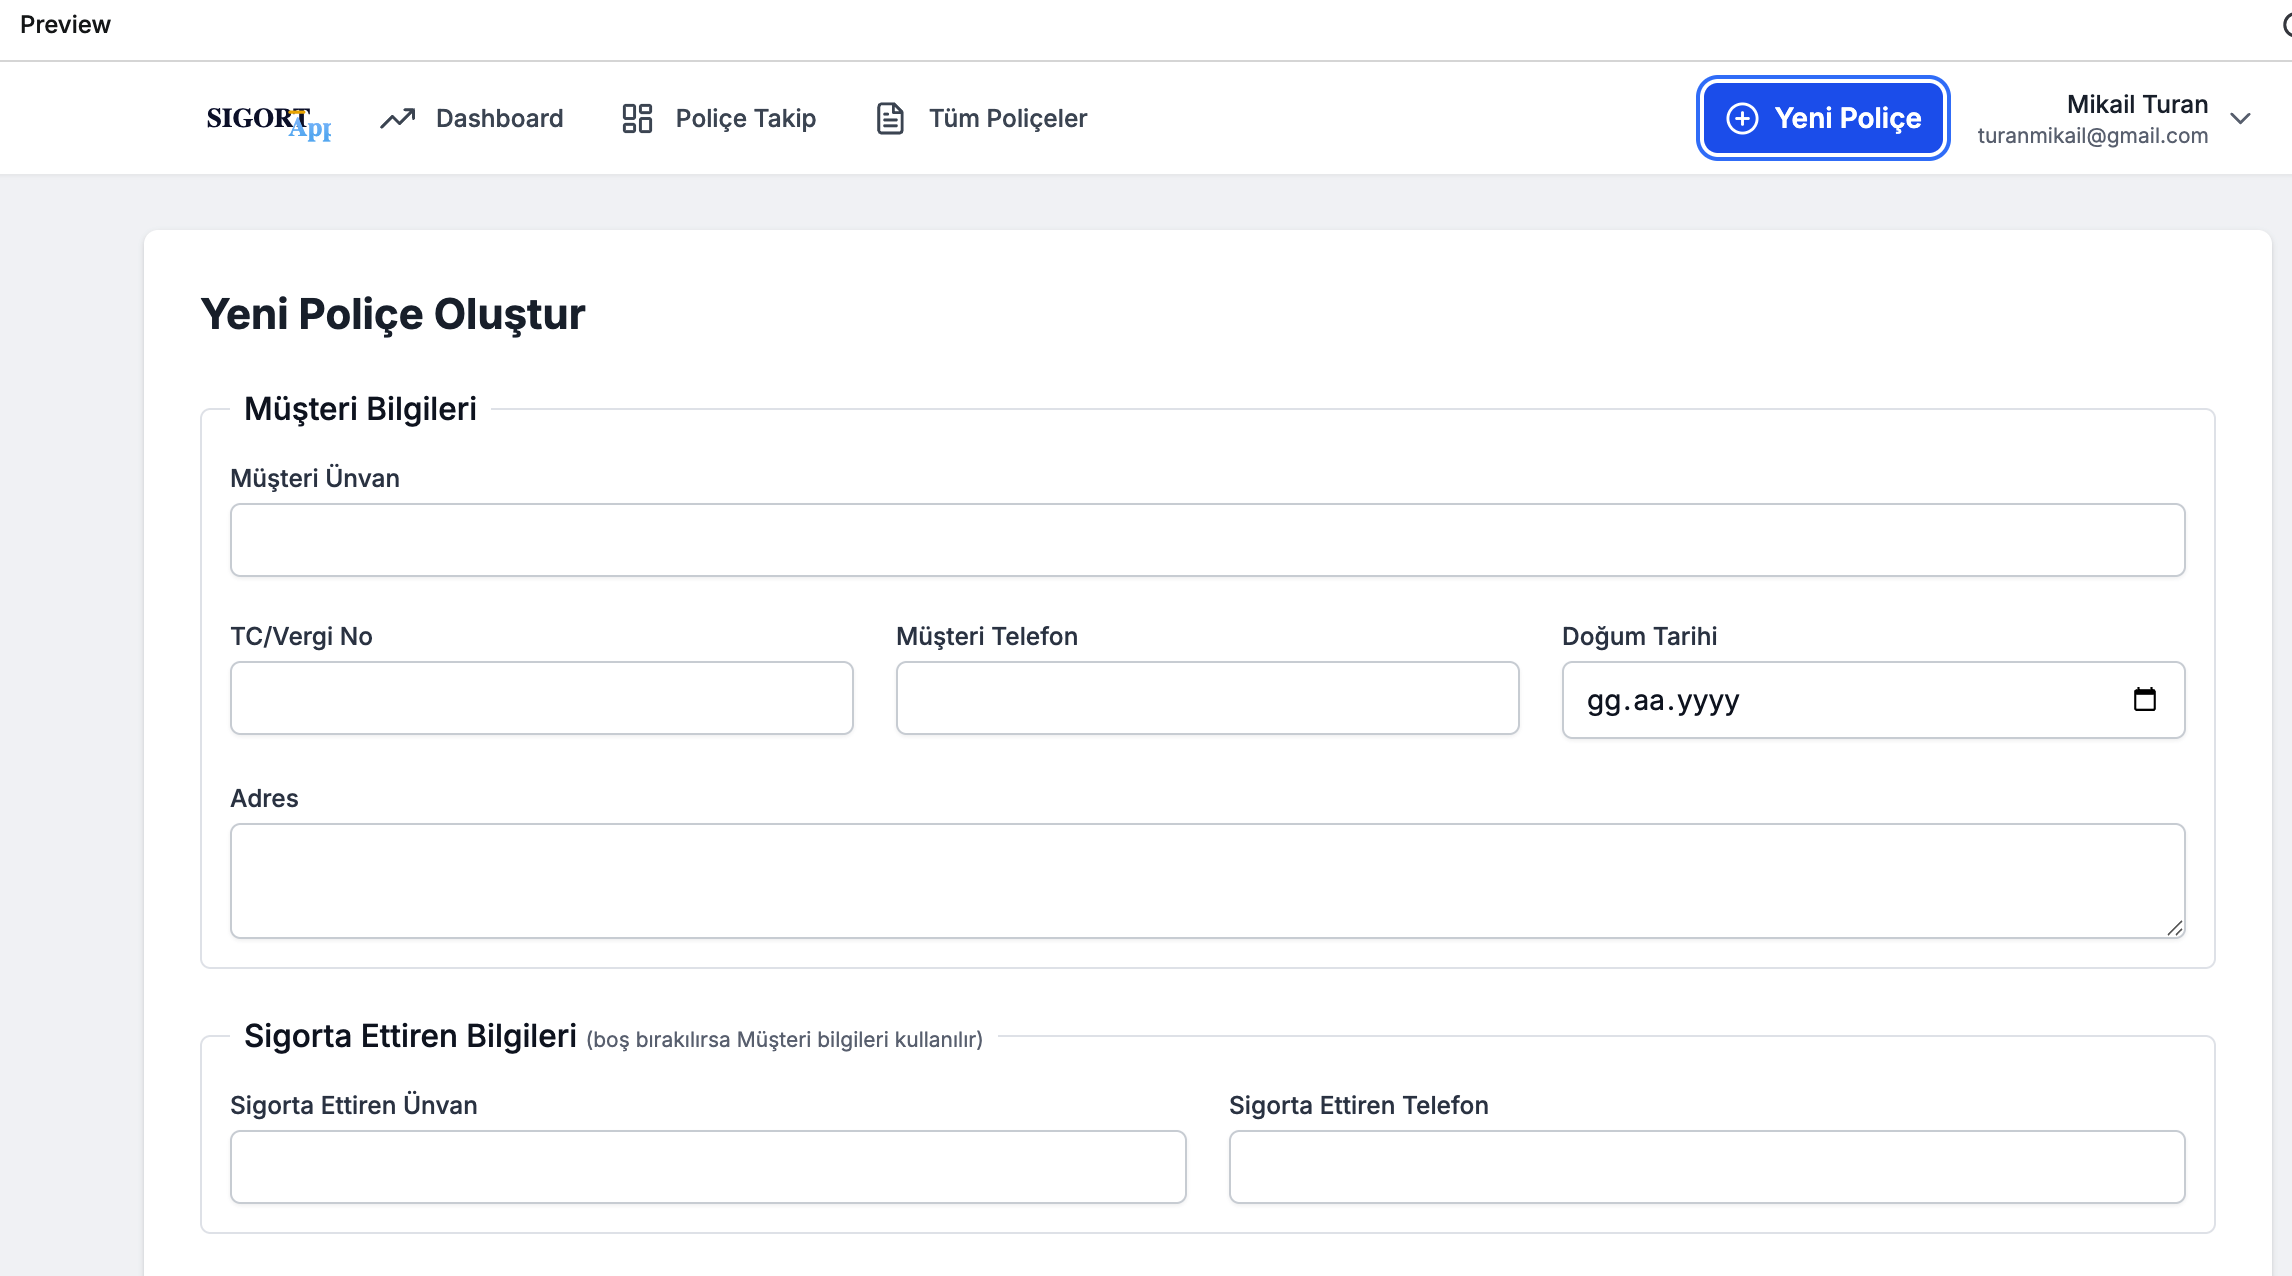 Preview
SIGORT App
Dashboard
Poliçe Takip
Tüm Poliçeler
Yeni Poliçe
Mikail Turan
turanmikail@gmail.com
Yeni Poliçe Oluştur
Müşteri Bilgileri
Müşteri Ünvan
TC/Vergi No
Müşteri Telefon
Doğum Tarihi
gg.aa.yyyy
Adres
Sigorta Ettiren Bilgileri (boş bırakılırsa Müşteri bilgileri kullanılır)
Sigorta Ettiren Ünvan
Sigorta Ettiren Telefon